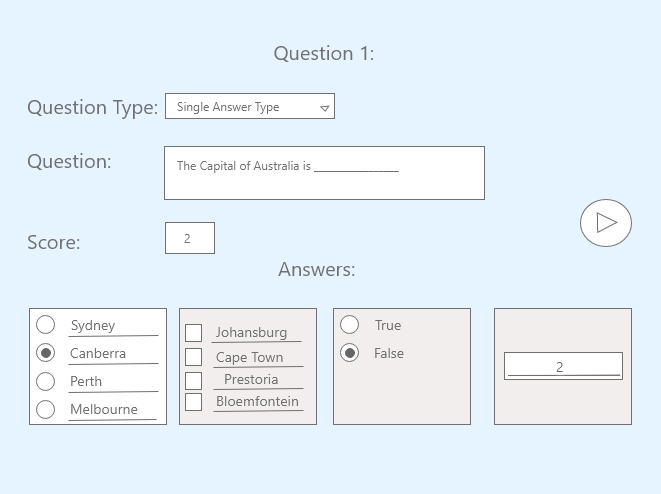 Question 1:
Question Type: Single Answer Type
Question: The Capital of Australia is ________________
Score: 2
Answers:
Sydney
Canberra
Perth
Melbourne
Johansburg
Cape Town
Prestoria
Bloemfontein
True
False
2